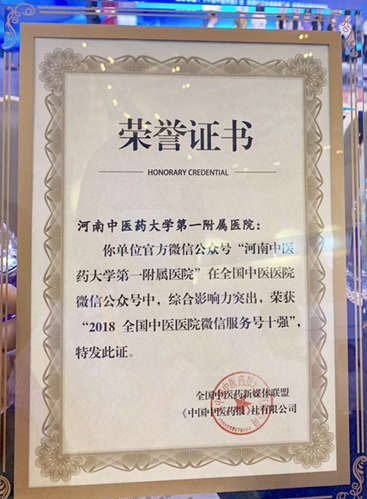 荣誉证书
HONORARY CREDENTIAL
河南中医药大学第一附属医院：
你单位官方微信公众号“河南中医
药大学第一附属医院”在全国中医医院
微信公众号中，综合影响力突出，荣获
“2018 全国中医医院微信服务号十强”，
特发此证。
全国中医药新媒体联盟
《中国中医药报》社有限公司